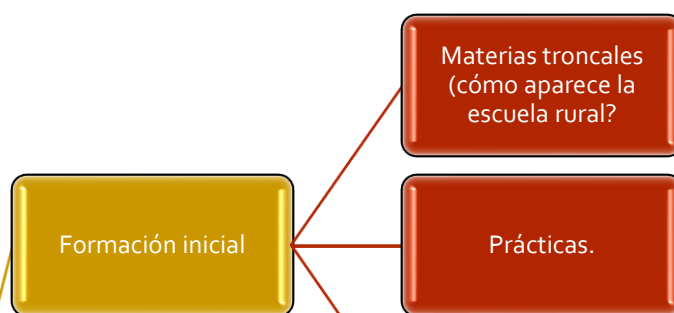 Materias troncales
(cómo aparece la
escuela rural?
Formación inicial
Prácticas.